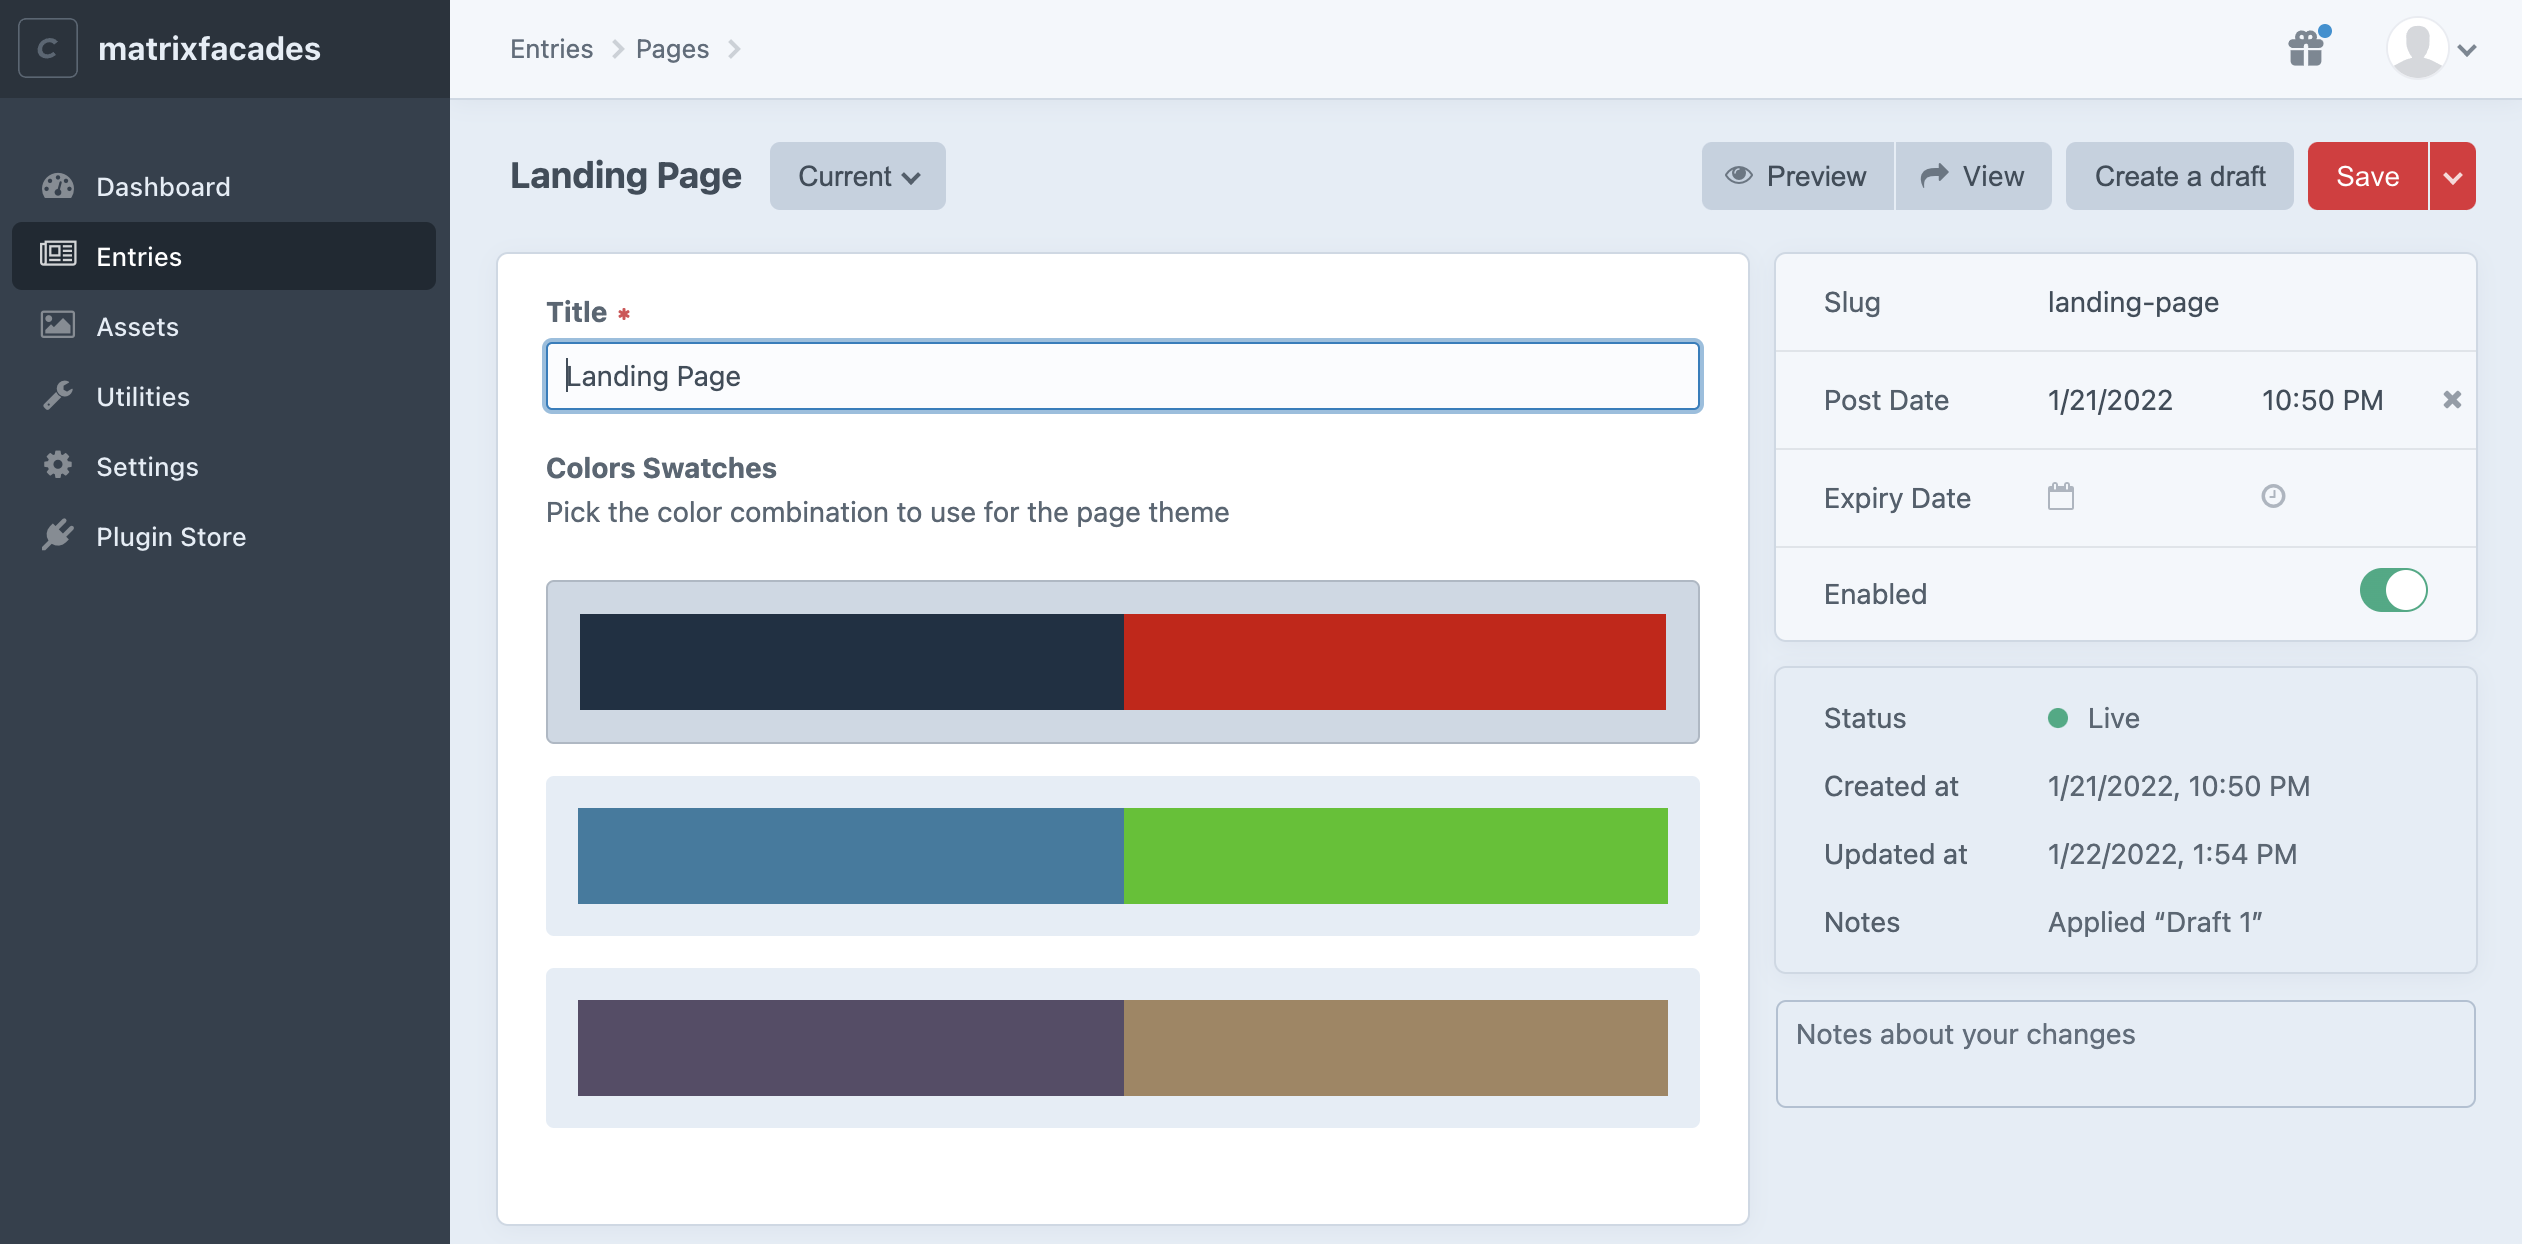 C
matrixfacades
Dashboard
Entries
Assets
Utilities
Settings
Plugin Store
Entries Pages
Landing Page
Current
Preview
View
Create a draft
Save
Title *
Landing Page
Colors Swatches
Pick the color combination to use for the page theme
Slug landing-page
Post Date 1/21/2022 10:50 PM
Expiry Date
Enabled
Status Live
Created at 1/21/2022, 10:50 PM
Updated at 1/22/2022, 1:54 PM
Notes Applied “Draft 1”
Notes about your changes